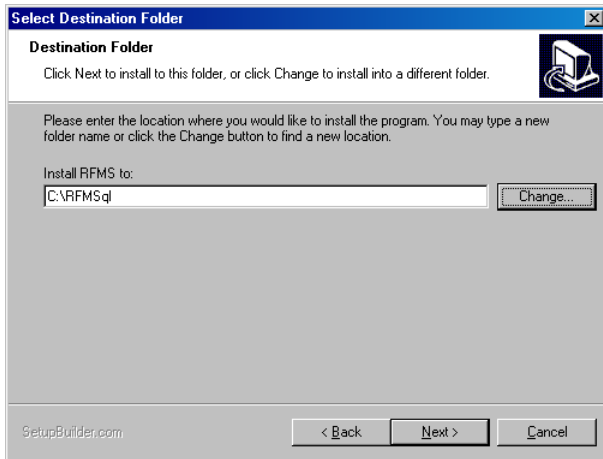 Select Destination Folder
Destination Folder
Click Next to install to this folder, or click Change to install into a different folder.
Please enter the location where you would like to install the program. You may type a new
folder name or click the Change button to find a new location.
Install RFMS to:
C:\RFMSql
Change...
SetupBuilder.com
< Back
Next >
Cancel